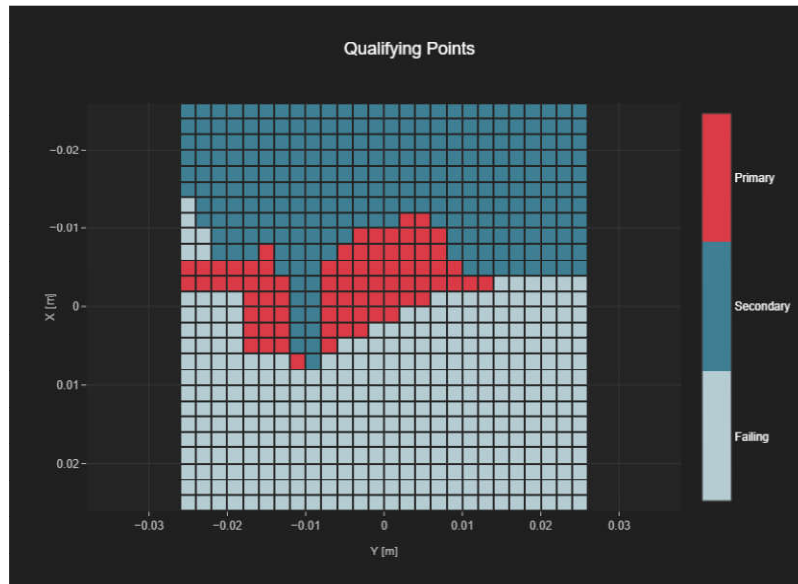 Qualifying Points
Primary
Secondary
Failing
X [m]
−0.02
−0.01
0
0.01
0.02
−0.03
−0.02
−0.01
0
0.01
0.02
0.03
Y [m]